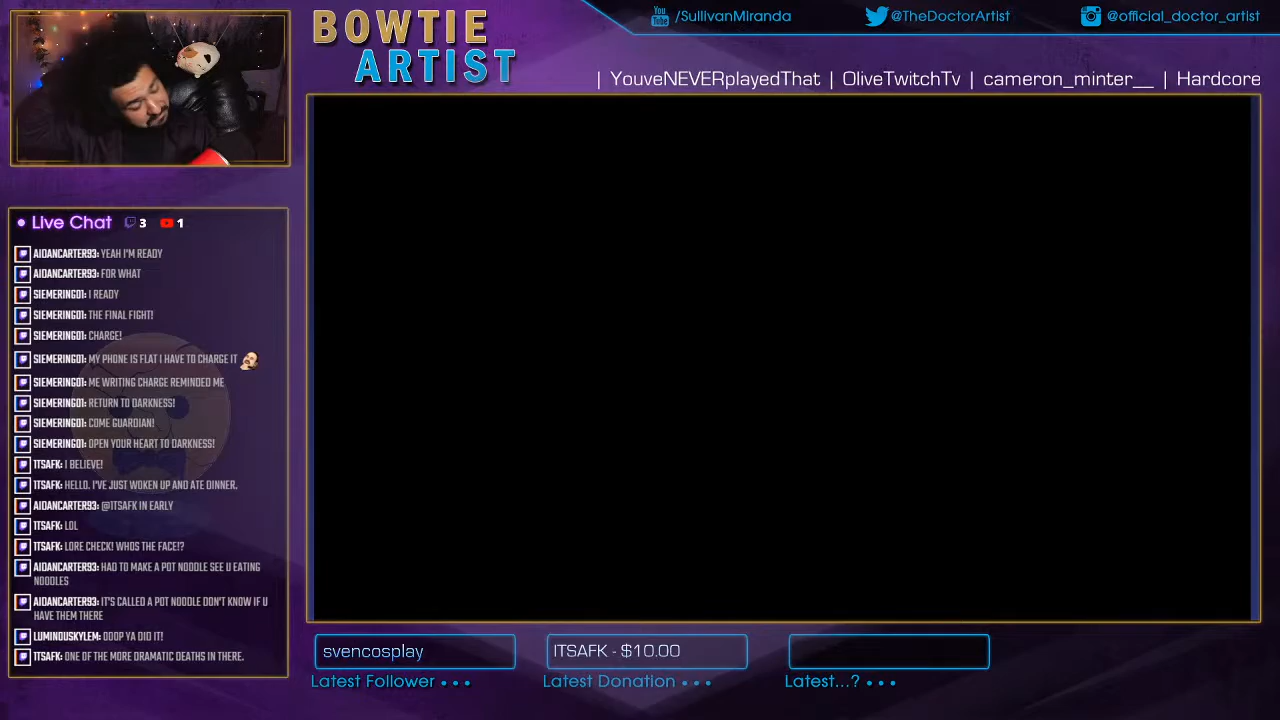 BOWTIE
ARTIST
/SullivanMiranda
@TheDoctorArtist
@official_doctor_artist
| YouveNEVERplayedThat | OliveTwitchTv | cameron_minter__ | Hardcore
Live Chat 3 1
AIDANCARTER93: YEAH I'M READY
AIDANCARTER93: FOR WHAT
SIEMERING01: I READY
SIEMERING01: THE FINAL FIGHT!
SIEMERING01: CHARGE!
SIEMERING01: MY PHONE IS FLAT I HAVE TO CHARGE IT
SIEMERING01: ME WRITING CHARGE REMINDED ME
SIEMERING01: RETURN TO DARKNESS!
SIEMERING01: COME GUARDIAN!
SIEMERING01: OPEN YOUR HEART TO DARKNESS!
1TSAFK: I BELIEVE!
1TSAFK: HELLO. I'VE JUST WOKEN UP AND ATE DINNER.
AIDANCARTER93: @1TSAFK IN EARLY
1TSAFK: LOL
1TSAFK: LORE CHECK! WHOS THE FACE!?
AIDANCARTER93: HAD TO MAKE A POT NOODLE SEE U EATING
NOODLES
AIDANCARTER93: IT'S CALLED A POT NOODLE DON'T KNOW IF U
HAVE THEM THERE
LUMINOUSKYLEM: OOOP YA DID IT!
1TSAFK: ONE OF THE MORE DRAMATIC DEATHS IN THERE.
svencosplay
Latest Follower • • •
ITSAFK - $10.00
Latest Donation • • •
Latest...? • • •